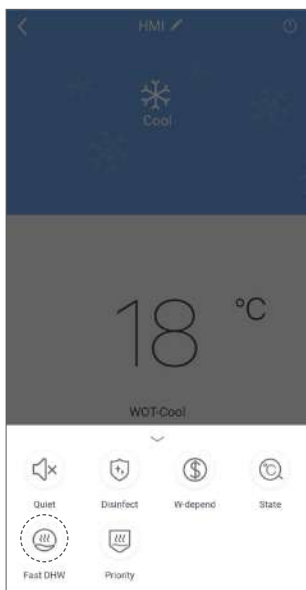 HMI
Cool
18 °C
WOT-Cool
Quiet Disinfect W-depend State
Fast DHW Priority